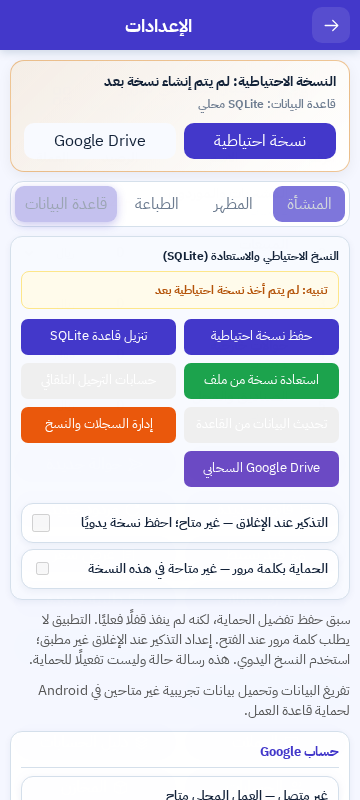 الإعدادات
النسخة الاحتياطية: لم يتم إنشاء نسخة بعد
قاعدة البيانات: SQLite محلي
نسخة احتياطية
Google Drive
المنشأة
المظهر
الطباعة
قاعدة البيانات
النسخ الاحتياطي والاستعادة (SQLite)
تنبيه: لم يتم أخذ نسخة احتياطية بعد
حفظ نسخة احتياطية
تنزيل قاعدة SQLite
استعادة نسخة من ملف
حسابات الترحيل التلقائي
تحديث البيانات من القاعدة
إدارة السجلات والنسخ
Google Drive السحابي
التذكير عند الإغلاق — غير متاح؛ احفظ نسخة يدويًا
الحماية بكلمة مرور — غير متاحة في هذه النسخة
سبق حفظ تفضيل الحماية، لكنه لم ينفذ قفلًا فعليًا. التطبيق لا
يطلب كلمة مرور عند الفتح. إعداد التذكير عند الإغلاق غير مطبق؛
استخدم النسخ اليدوي. هذه رسالة حالة وليست تفعيلًا للحماية.
تفريغ البيانات وتحميل بيانات تجريبية غير متاحين في Android
لحماية قاعدة العمل.
حساب Google
غير متصل — العمل المحلي متاح